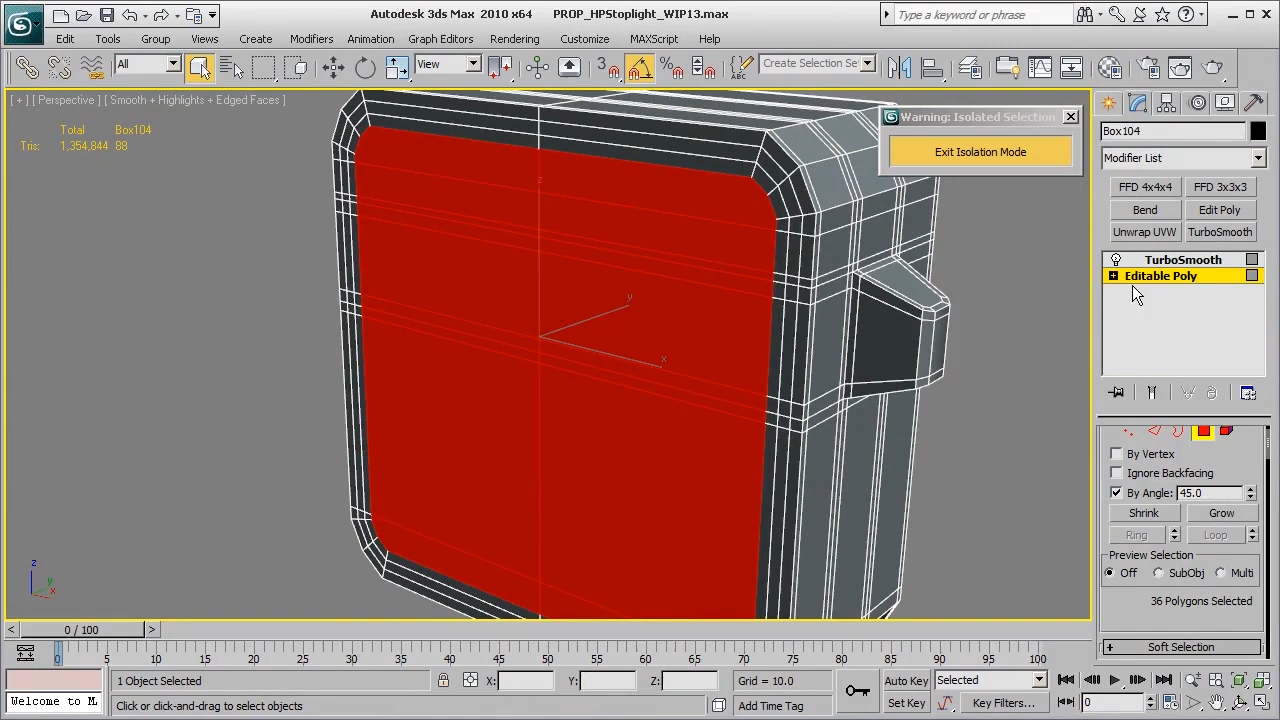 Autodesk 3ds Max 2010 x64 PROP_HPStoplight_WIP13.max
Type a keyword or phrase
Edit Tools Group Views Create Modifiers Animation Graph Editors Rendering Customize MAXScript Help
All View 3 Create Selection Se
[ + ] [ Perspective ] [ Smooth + Highlights + Edged Faces ]
Total Box104
Tris: 1,354,844 88
Warning: Isolated Selection
Exit Isolation Mode
Box104
Modifier List
FFD 4x4x4 FFD 3x3x3
Bend Edit Poly
Unwrap UVW TurboSmooth
TurboSmooth
Editable Poly
z
y
x
By Vertex
Ignore Backfacing
By Angle: 45.0
Shrink Grow
Ring Loop
Preview Selection
Off SubObj Multi
36 Polygons Selected
Soft Selection
z
y
x
0 / 100
0 5 10 15 20 25 30 35 40 45 50 55 60 65 70 75 80 85 90 95 100
1 Object Selected X: Y: Z: Grid = 10.0 Auto Key Selected
Welcome to M Click or click-and-drag to select objects Add Time Tag Set Key Key Filters... 0